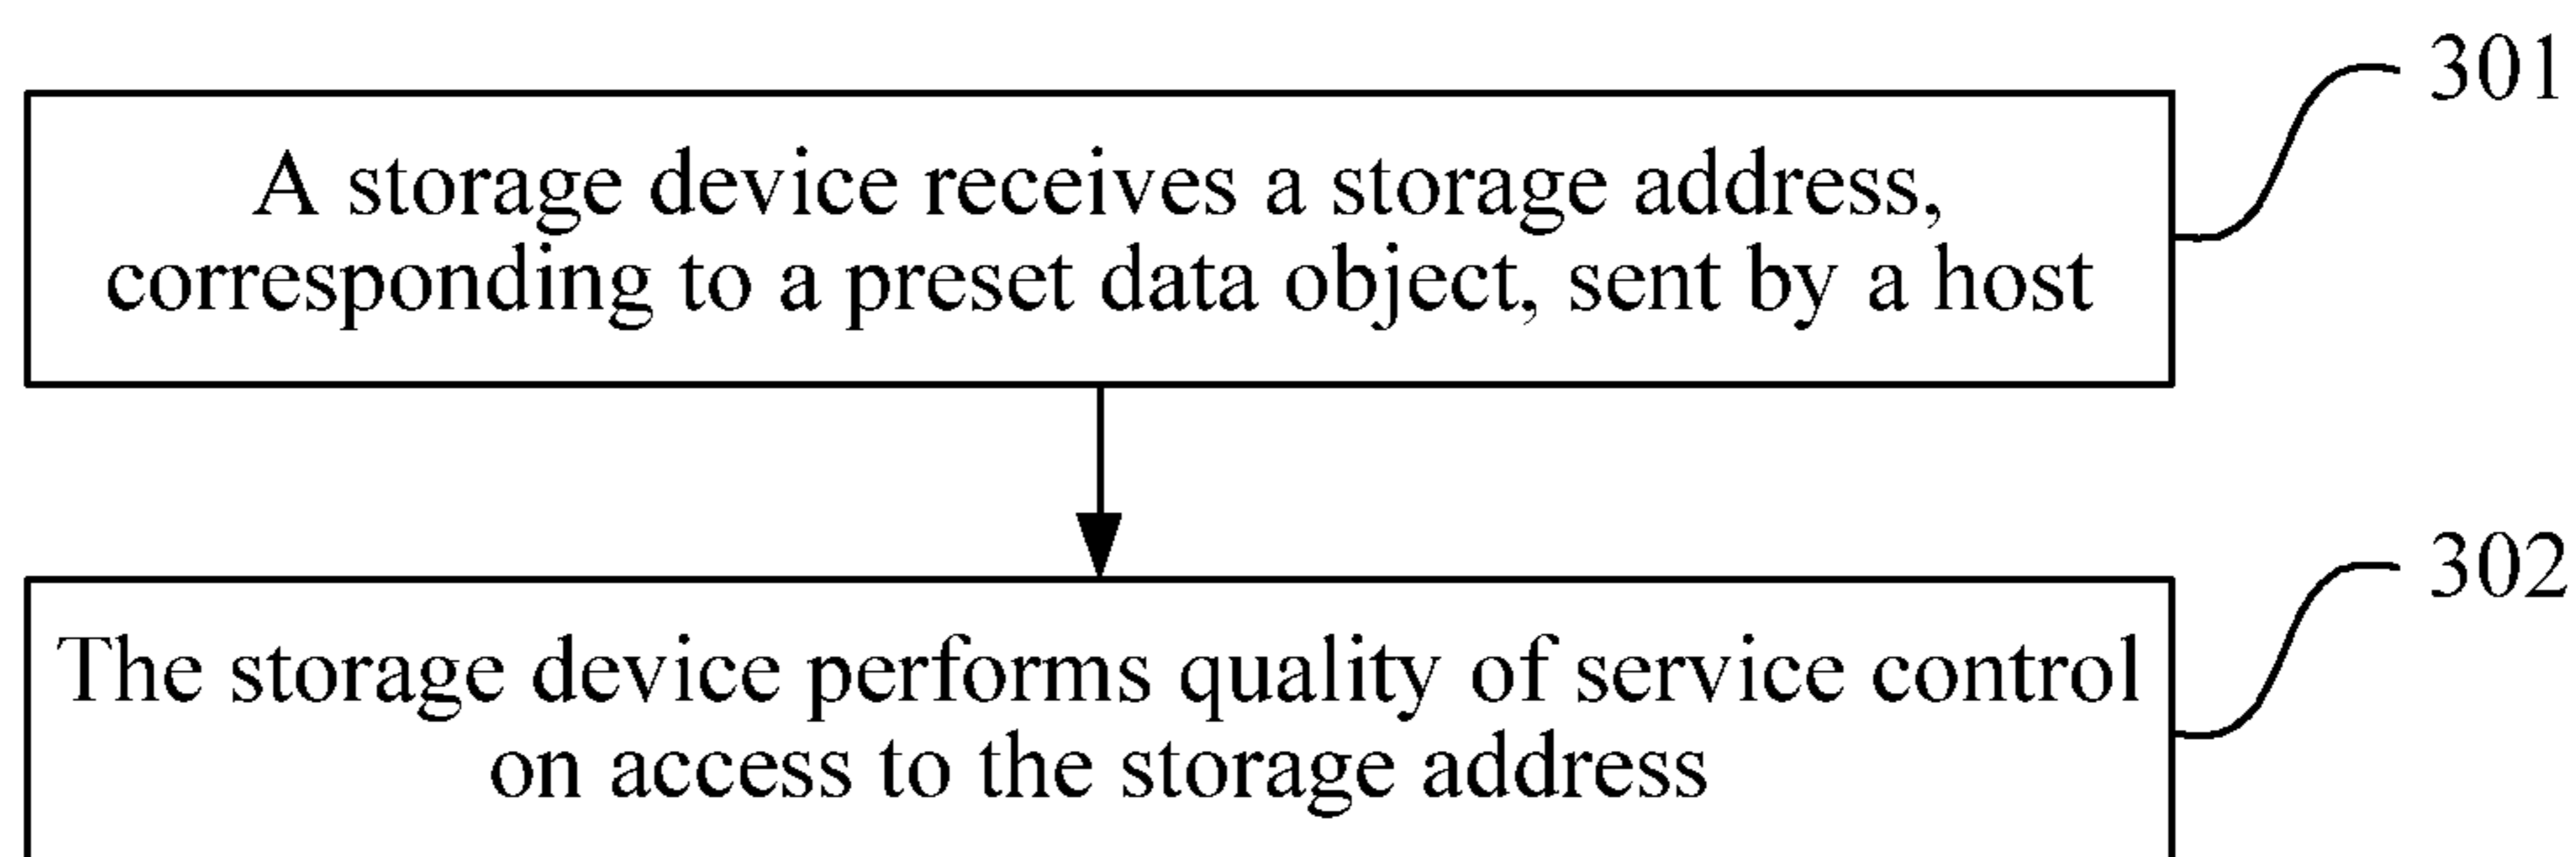 301
A storage device receives a storage address,
corresponding to a preset data object, sent by a host
302
The storage device performs quality of service control
on access to the storage address